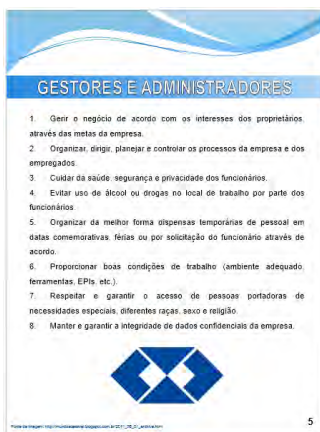 GESTORES E ADMINISTRADORES
1. Gerir o negócio de acordo com os interesses dos proprietários,
através das metas da empresa.
2. Organizar, dirigir, planejar e controlar os processos da empresa e dos
empregados.
3. Cuidar da saúde, segurança e privacidade dos funcionários.
4. Evitar uso de álcool ou drogas no local de trabalho por parte dos
funcionários.
5. Organizar da melhor forma dispensas temporárias de pessoal em
datas comemorativas, férias ou por solicitação do funcionário através de
acordo.
6. Proporcionar boas condições de trabalho (ambiente adequado,
ferramentas, EPIs, etc.).
7. Respeitar e garantir o acesso de pessoas portadoras de
necessidades especiais, diferentes raças, sexo e religião.
8. Manter e garantir a integridade de dados confidenciais da empresa.
5